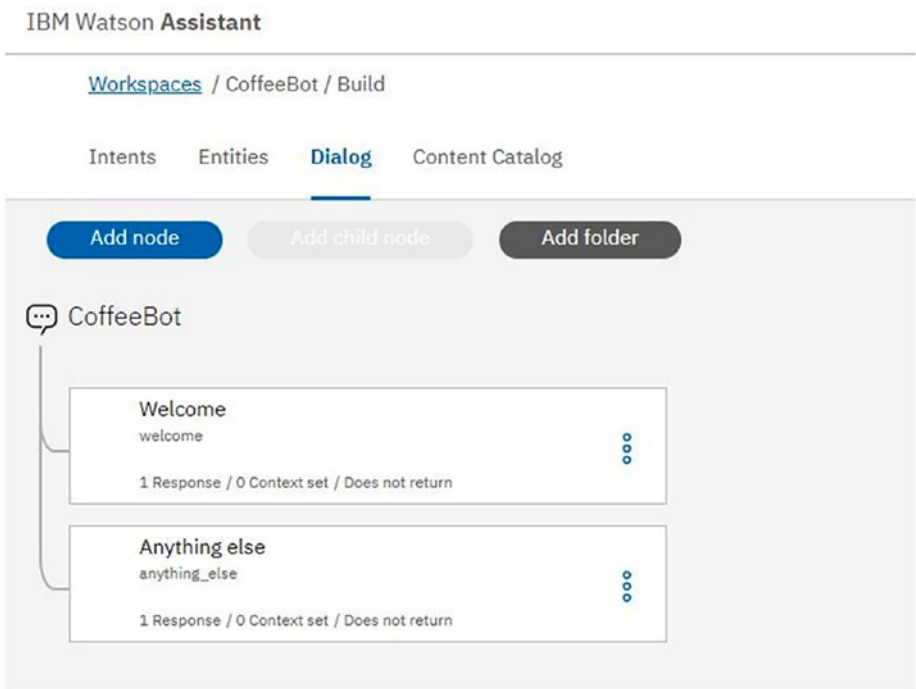 IBM Watson Assistant
Workspaces / CoffeeBot / Build
Intents Entities Dialog Content Catalog
Add node Add child node Add folder
CoffeeBot
Welcome
welcome
1 Response / 0 Context set / Does not return
Anything else
anything_else
1 Response / 0 Context set / Does not return